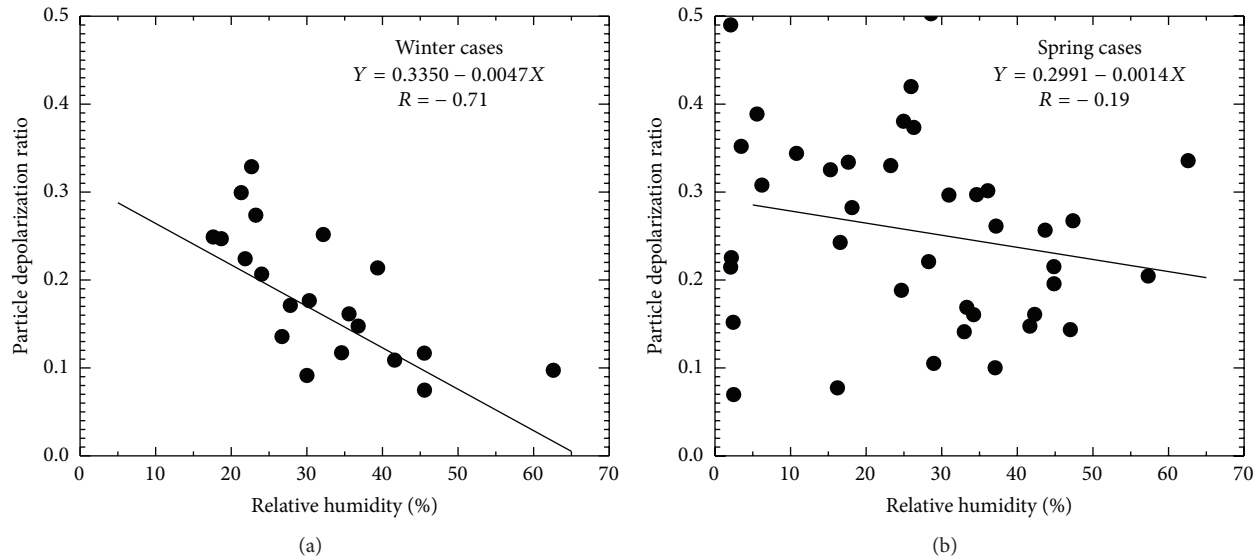 0.5
0.4
0.3
0.2
0.1
0.0
Particle depolarization ratio
Winter cases
Y = 0.3350 − 0.0047X
R = − 0.71
0 10 20 30 40 50 60 70
Relative humidity (%)
(a)
0.5
0.4
0.3
0.2
0.1
0.0
Particle depolarization ratio
Spring cases
Y = 0.2991 − 0.0014X
R = − 0.19
0 10 20 30 40 50 60 70
Relative humidity (%)
(b)